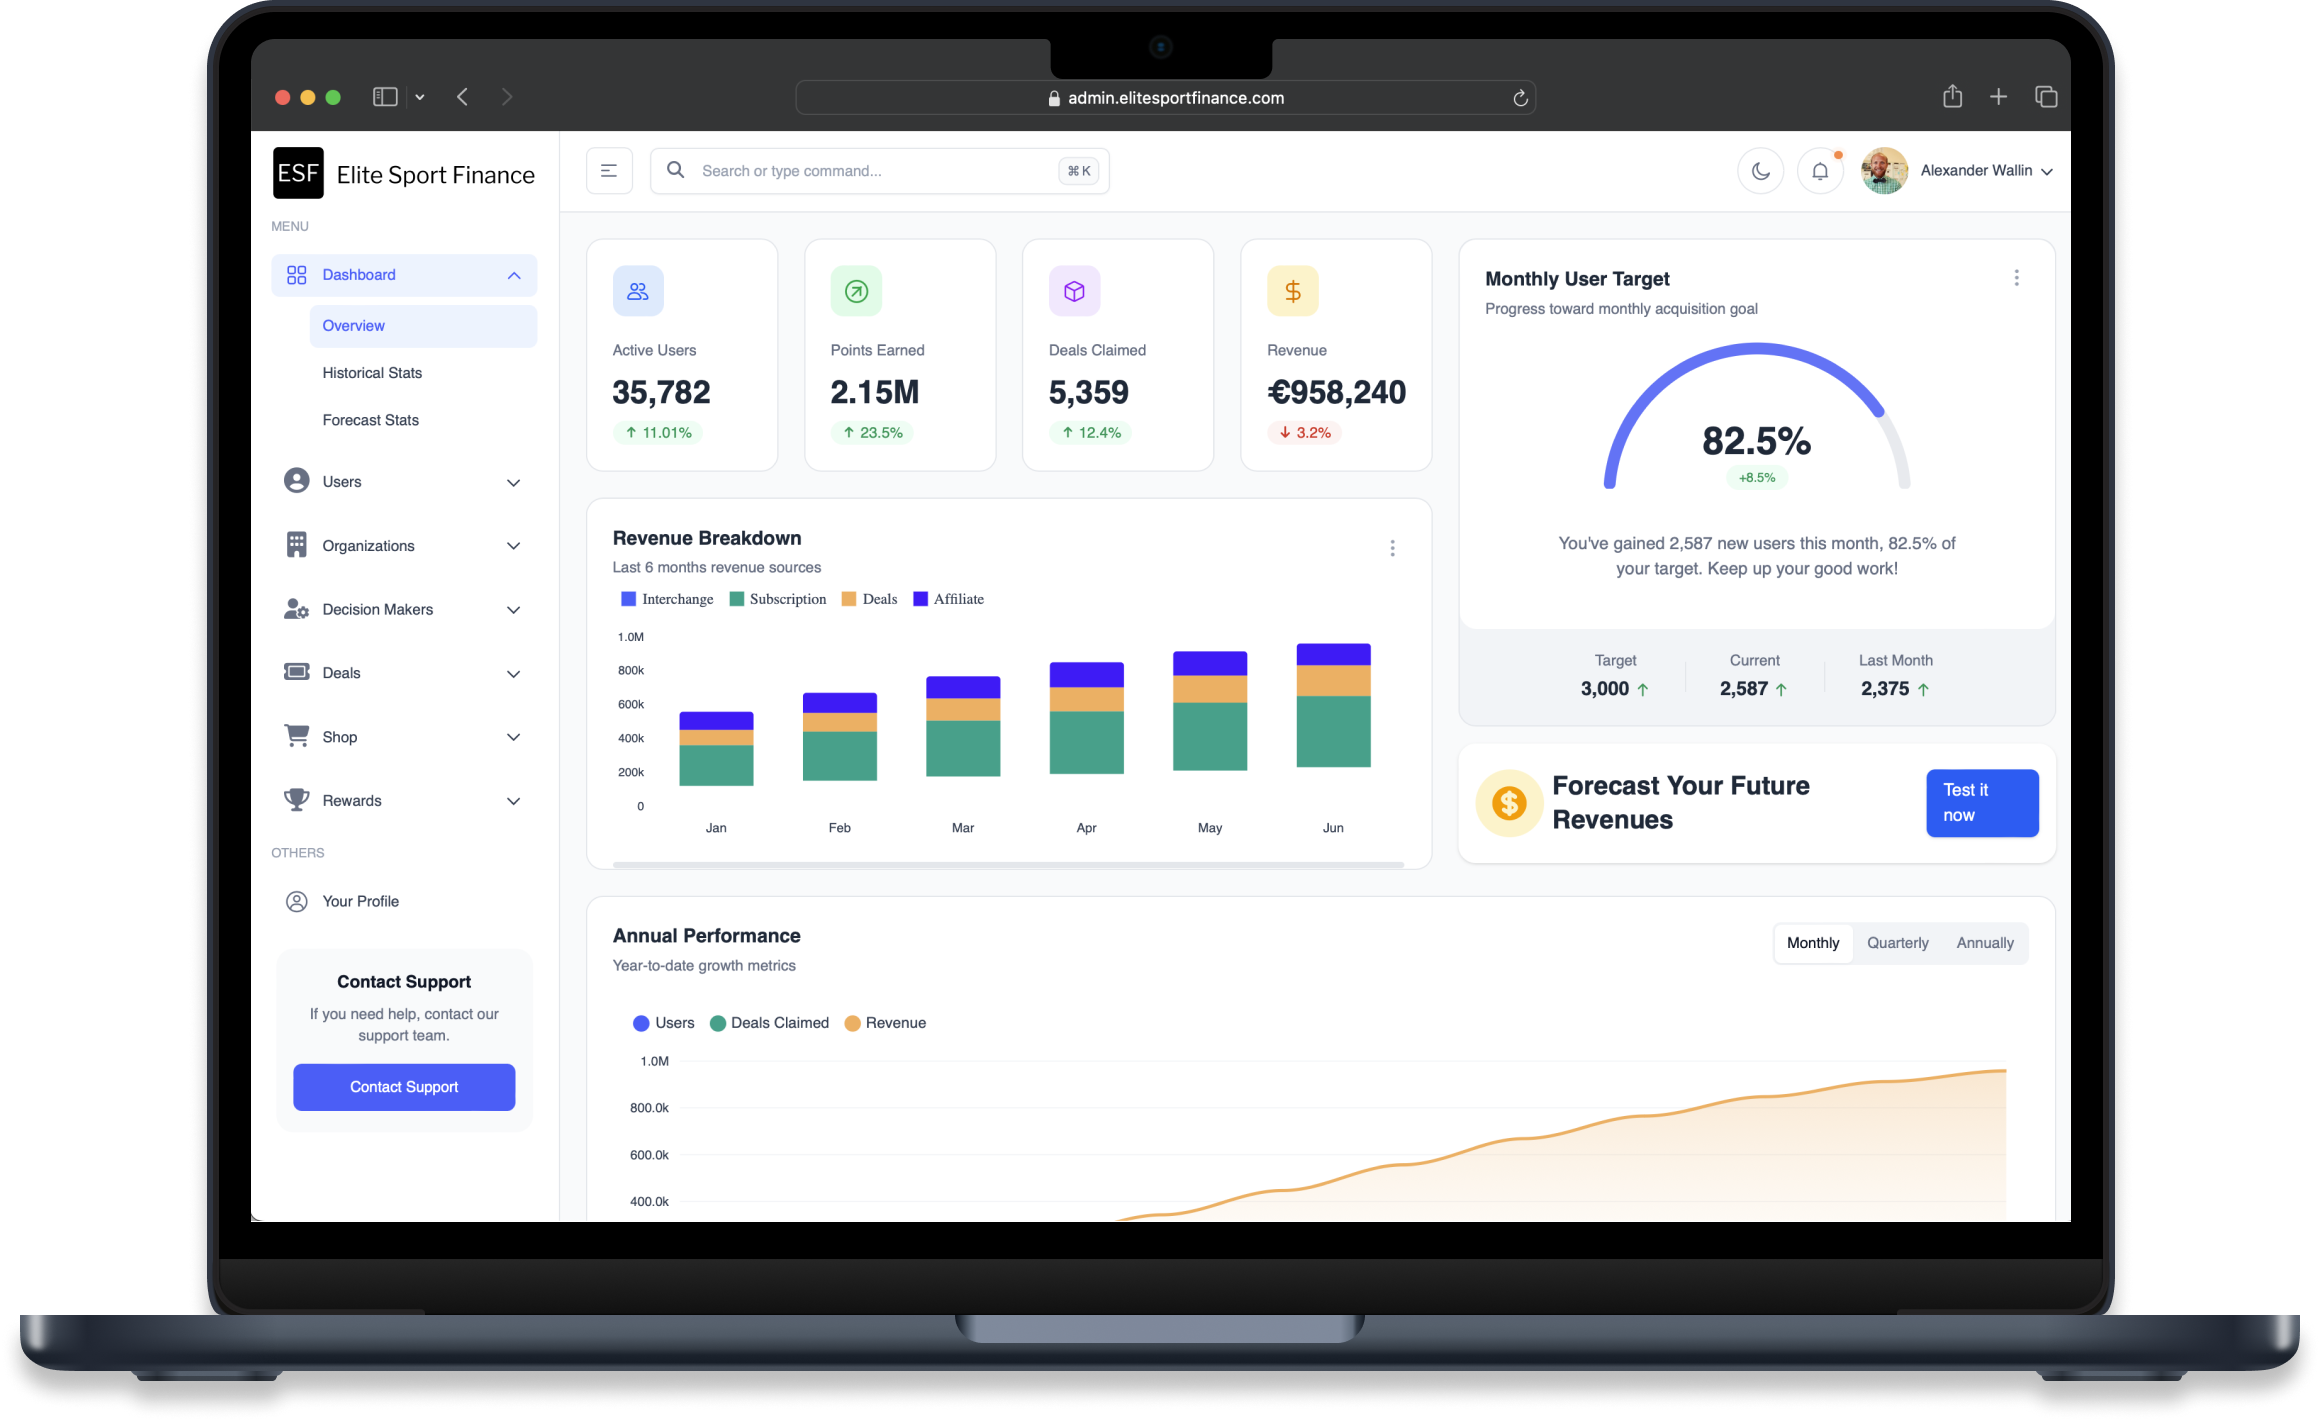 admin.elitesportfinance.com
ESF Elite Sport Finance
MENU
Dashboard
Overview
Historical Stats
Forecast Stats
Users
Organizations
Decision Makers
Deals
Shop
Rewards
OTHERS
Your Profile
Contact Support
If you need help, contact our
support team.
Contact Support
Search or type command...
⌘ K
Alexander Wallin
Active Users
35,782
↑ 11.01%
Points Earned
2.15M
↑ 23.5%
Deals Claimed
5,359
↑ 12.4%
$
Revenue
€958,240
↓ 3.2%
Monthly User Target
Progress toward monthly acquisition goal
82.5%
+8.5%
You've gained 2,587 new users this month, 82.5% of
your target. Keep up your good work!
Target
3,000 ↑
Current
2,587 ↑
Last Month
2,375 ↑
Revenue Breakdown
Last 6 months revenue sources
Interchange Subscription Deals Affiliate
1.0M
800k
600k
400k
200k
0
Jan Feb Mar Apr May Jun
$
Forecast Your Future
Revenues
Test it
now
Annual Performance
Year-to-date growth metrics
Monthly Quarterly Annually
Users Deals Claimed Revenue
1.0M
800.0k
600.0k
400.0k